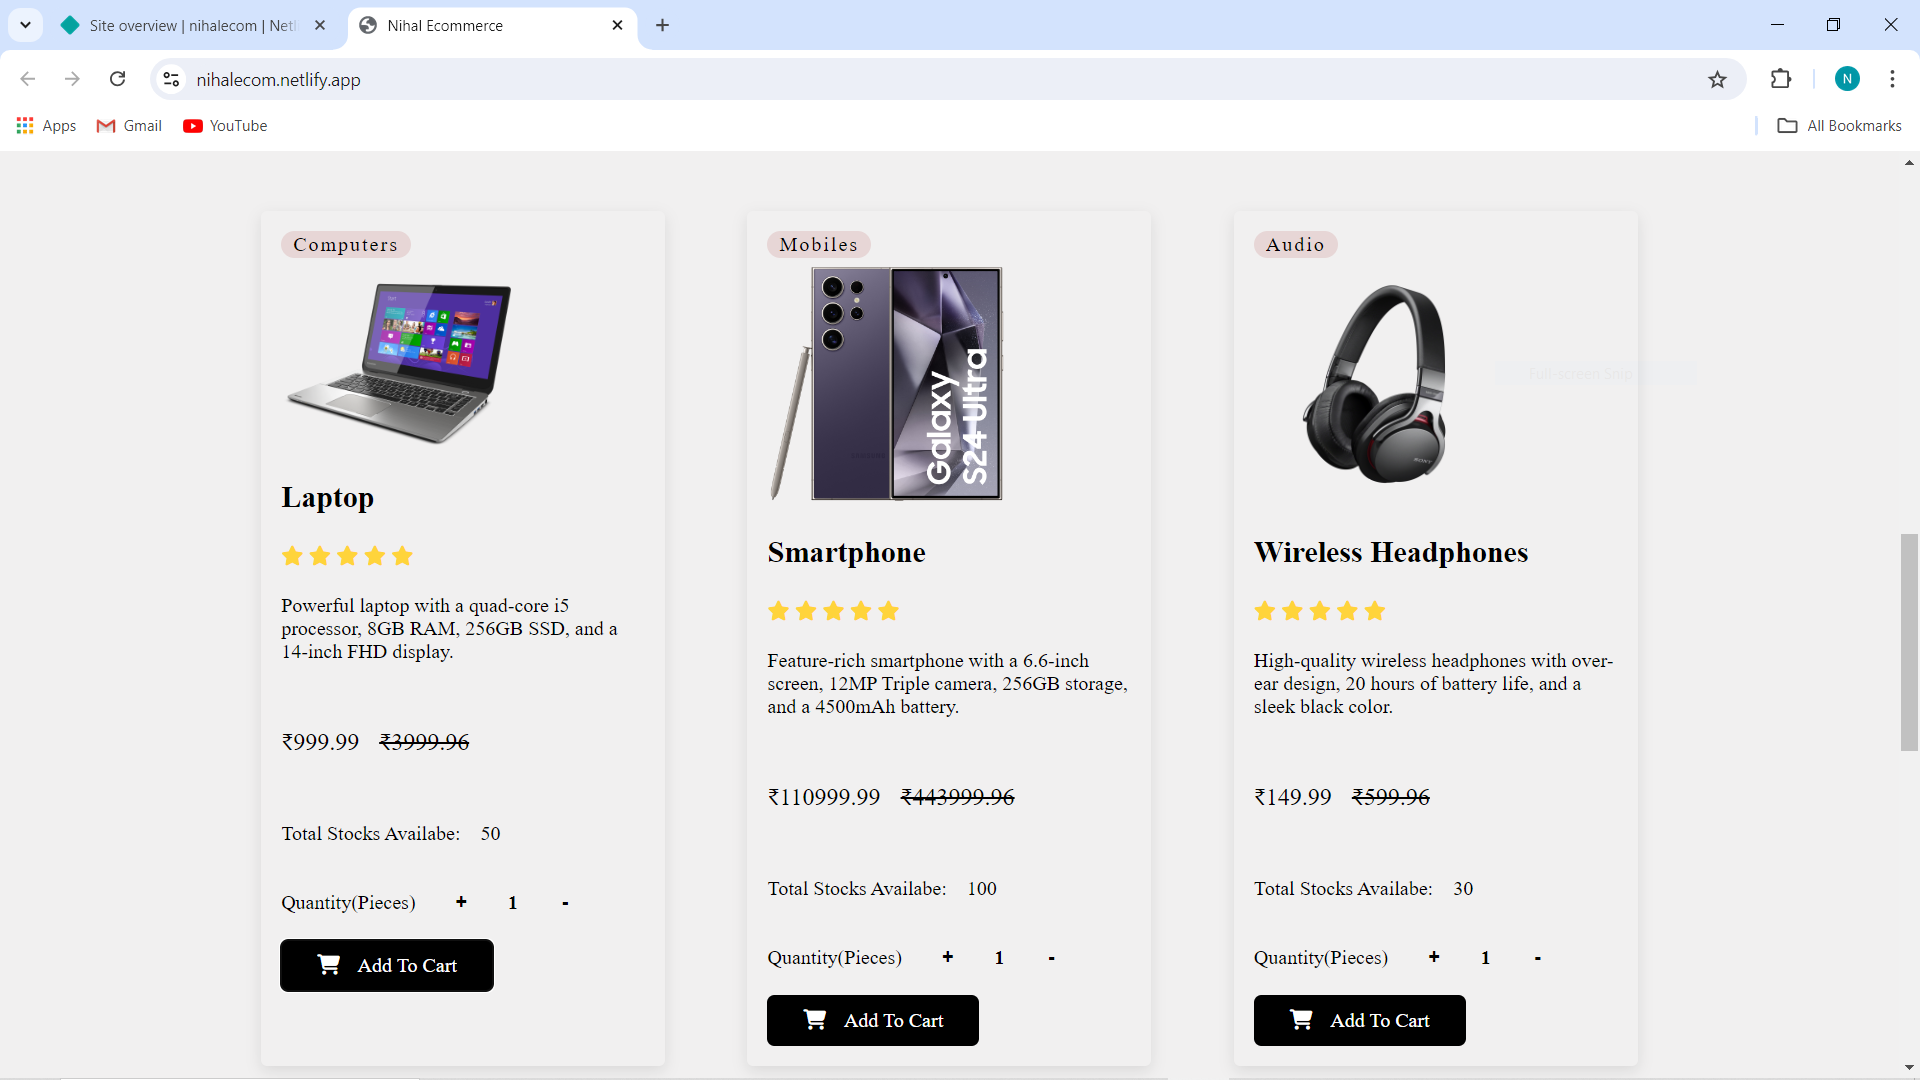 Site overview | nihalecom | Netl
Nihal Ecommerce
nihalecom.netlify.app
N
Apps
Gmail
YouTube
All Bookmarks
Computers
Laptop
Powerful laptop with a quad-core i5
processor, 8GB RAM, 256GB SSD, and a
14-inch FHD display.
₹999.99 ₹3999.96
Total Stocks Availabe: 50
Quantity(Pieces) + 1 -
Add To Cart
Mobiles
Galaxy
S24 Ultra
Smartphone
Feature-rich smartphone with a 6.6-inch
screen, 12MP Triple camera, 256GB storage,
and a 4500mAh battery.
₹110999.99 ₹443999.96
Total Stocks Availabe: 100
Quantity(Pieces) + 1 -
Add To Cart
Audio
SONY
Full-screen Snip
Wireless Headphones
High-quality wireless headphones with over-
ear design, 20 hours of battery life, and a
sleek black color.
₹149.99 ₹599.96
Total Stocks Availabe: 30
Quantity(Pieces) + 1 -
Add To Cart